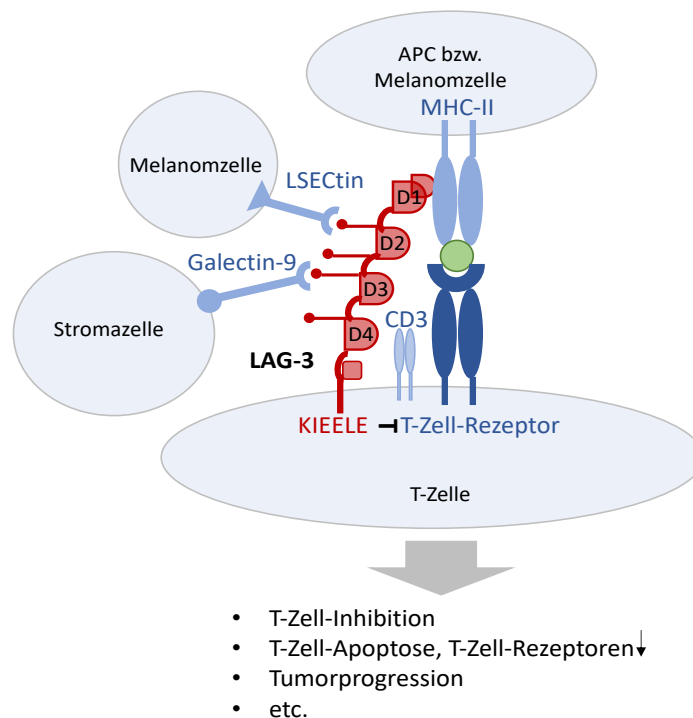 APC bzw.
Melanomzelle
MHC-II
Melanomzelle
LSECtin
D1
D2
Galectin-9
D3
Stromazelle
CD3
D4
LAG-3
KIEELE
T-Zell-Rezeptor
T-Zelle
• T-Zell-Inhibition
• T-Zell-Apoptose, T-Zell-Rezeptoren↓
• Tumorprogression
• etc.